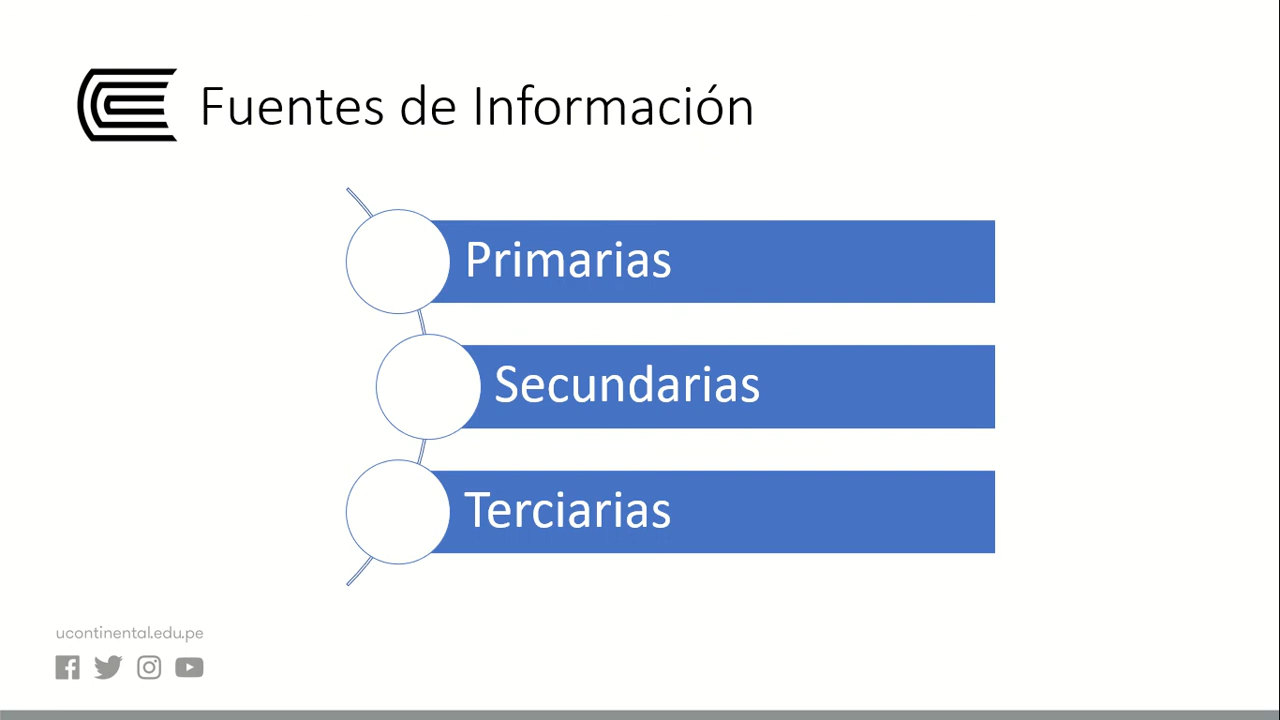 Fuentes de Información
Primarias
Secundarias
Terciarias
ucontinental.edu.pe